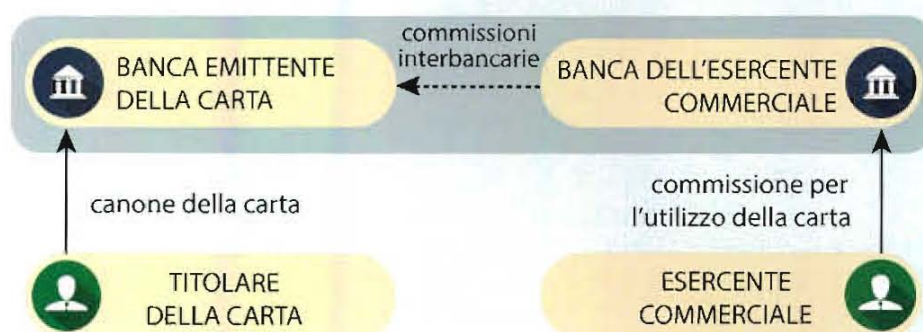 commissioni
interbancarie
BANCA EMITTENTE
DELLA CARTA
BANCA DELL'ESERCENTE
COMMERCIALE
canone della carta
commissione per
l'utilizzo della carta
TITOLARE
DELLA CARTA
ESERCENTE
COMMERCIALE